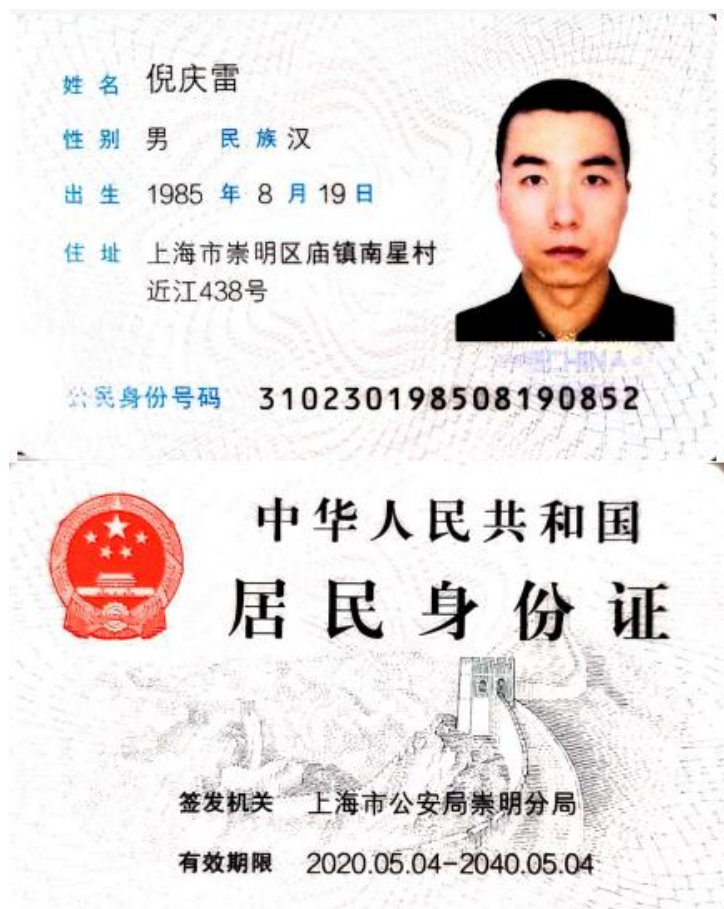 姓名 倪庆雷
性别 男 民族 汉
出生 1985 年 8 月 19 日
住址 上海市崇明区庙镇南星村
近江438号
CHINA
公民身份号码 310230198508190852
中华人民共和国
居民身份证
签发机关 上海市公安局崇明分局
有效期限 2020.05.04-2040.05.04